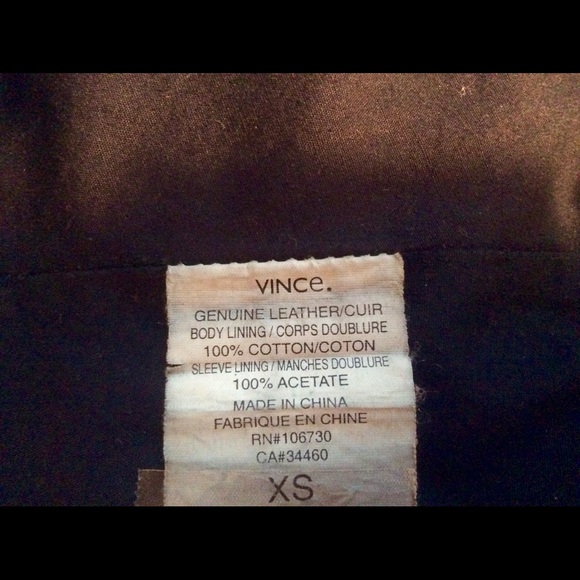 VINCe.
GENUINE LEATHER/CUIR
BODY LINING / CORPS DOUBLURE
100% COTTON/COTON
SLEEVE LINING / MANCHES DOUBLURE
100% ACETATE
MADE IN CHINA
FABRIQUE EN CHINE
RN#106730
CA#34460
XS